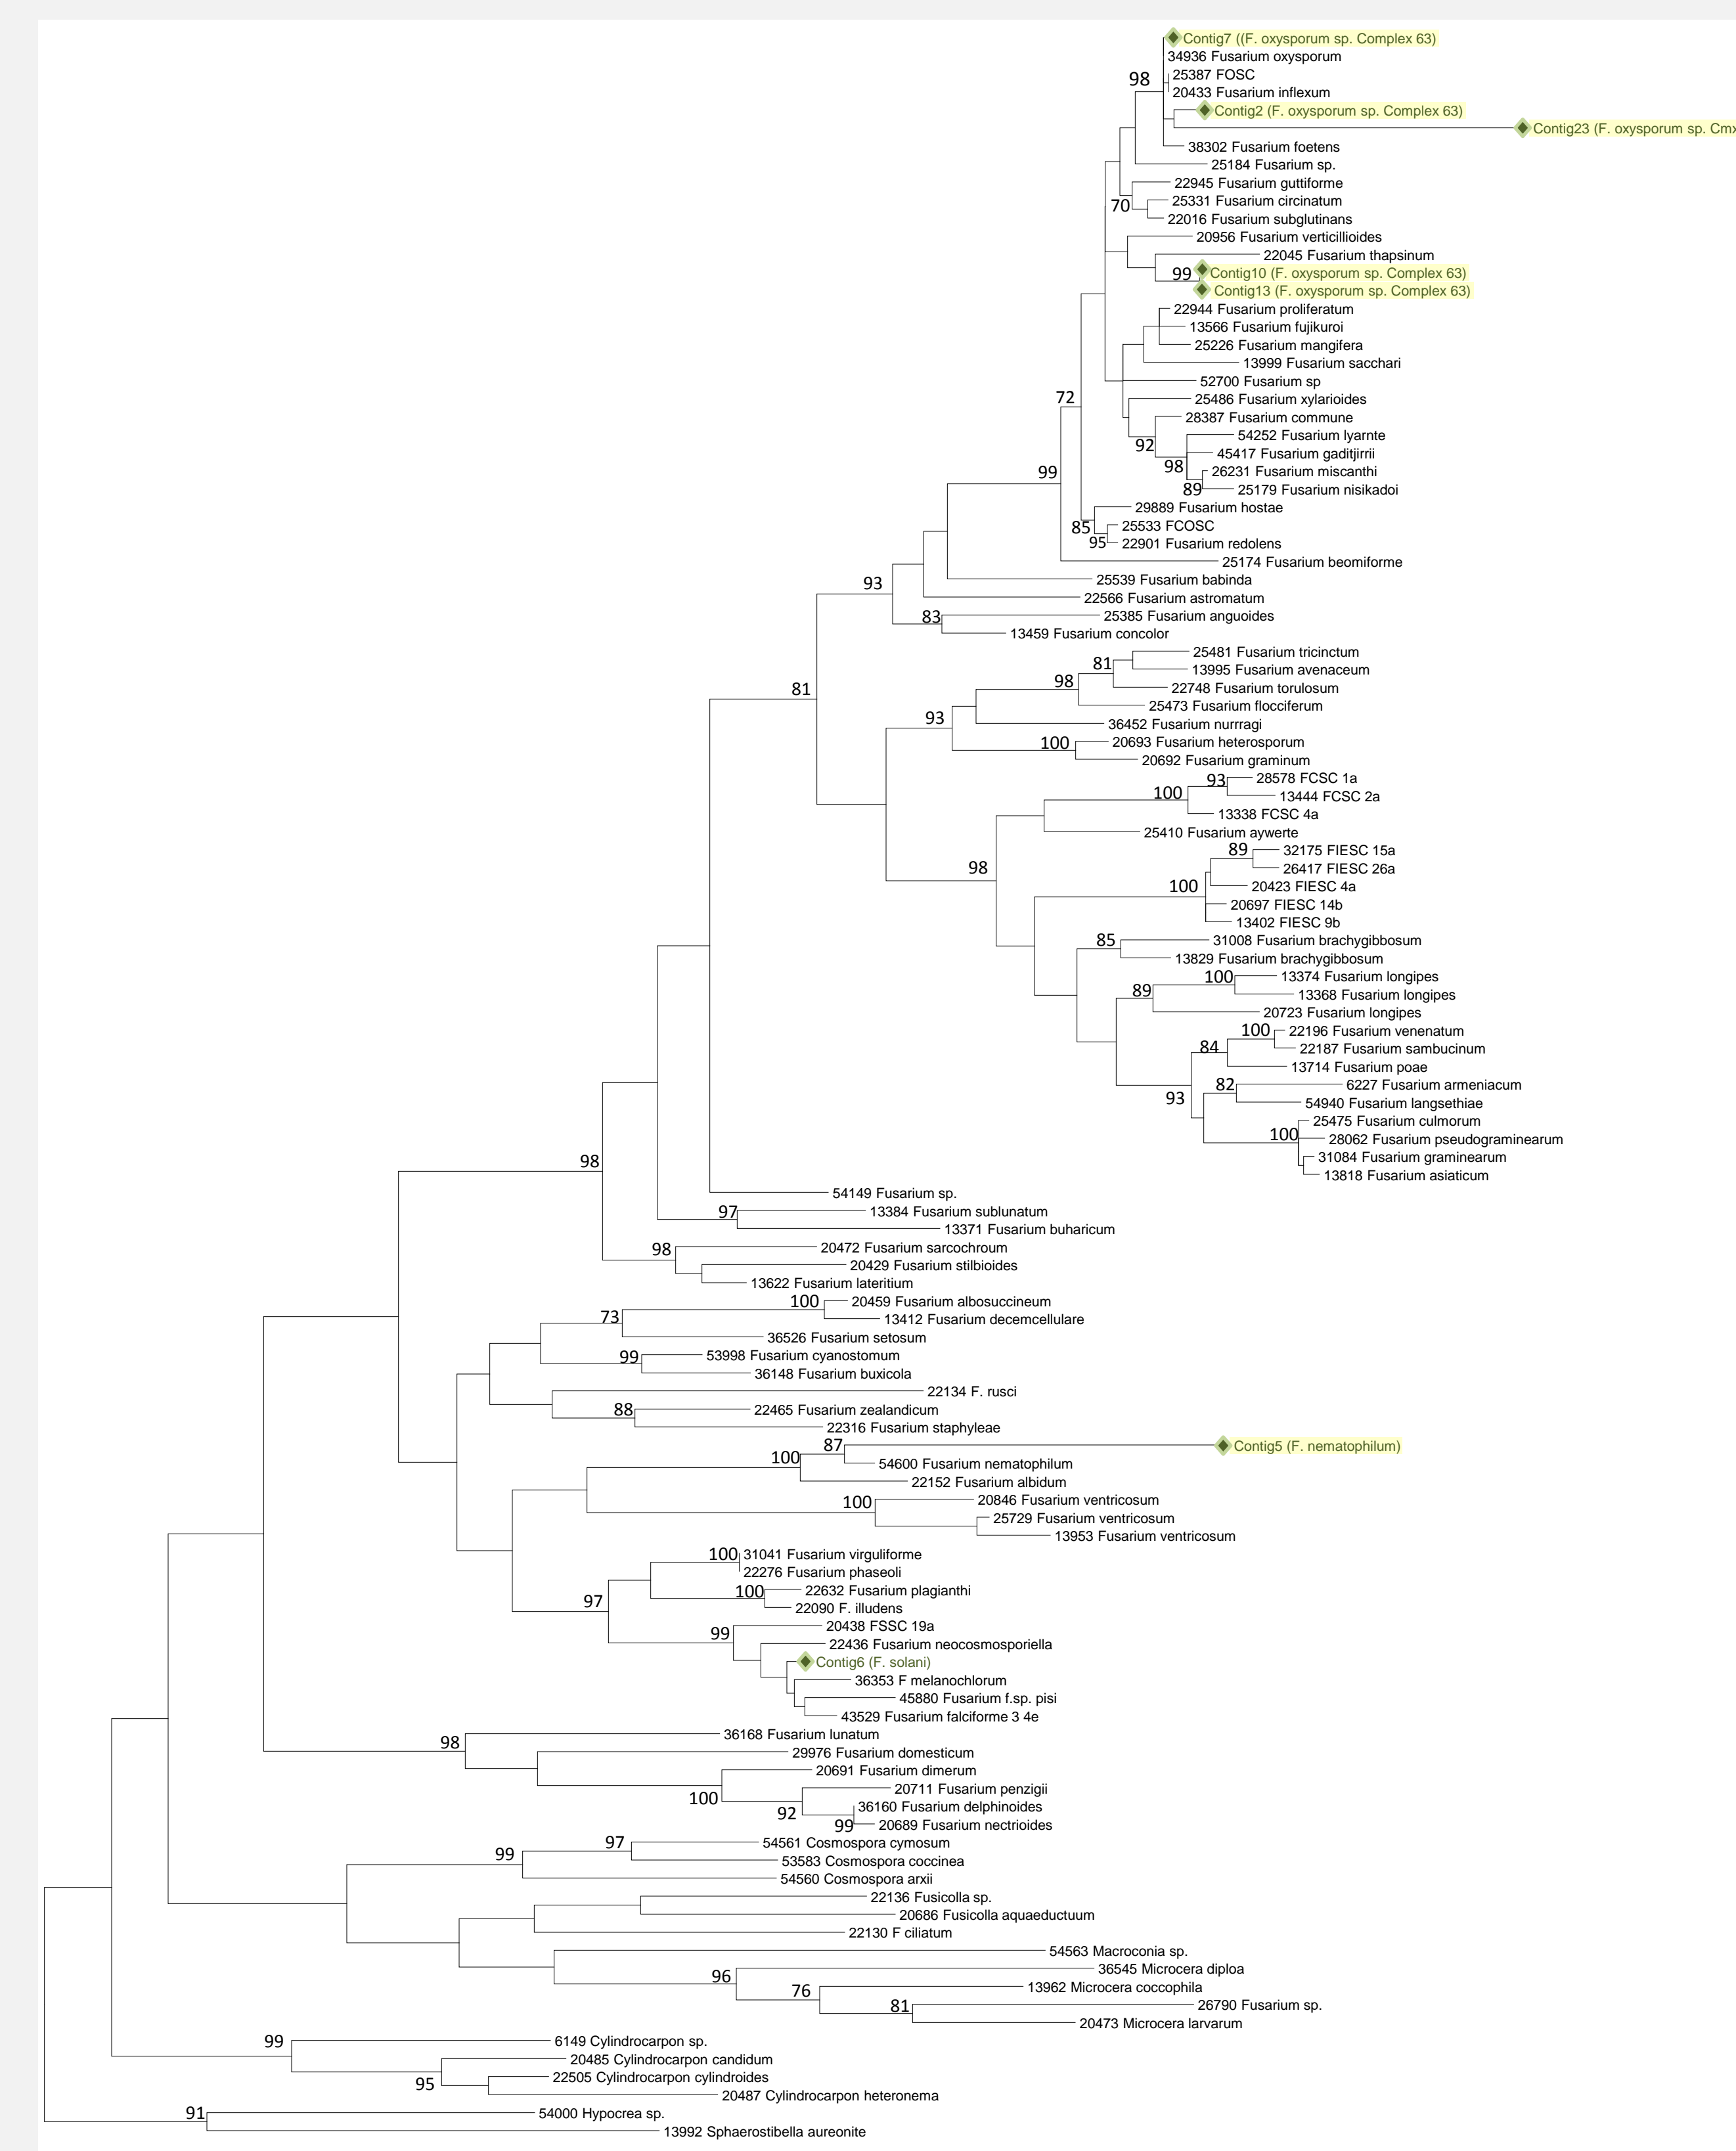 Contig7 ((F. oxysporum sp. Complex 63)
34936 Fusarium oxysporum
98
25387 FOSC
20433 Fusarium inflexum
Contig2 (F. oxysporum sp. Complex 63)
Contig23 (F. oxysporum sp. Cmx
38302 Fusarium foetens
25184 Fusarium sp.
22945 Fusarium guttiforme
70
25331 Fusarium circinatum
22016 Fusarium subglutinans
20956 Fusarium verticillioides
22045 Fusarium thapsinum
99
Contig10 (F. oxysporum sp. Complex 63)
Contig13 (F. oxysporum sp. Complex 63)
22944 Fusarium proliferatum
13566 Fusarium fujikuroi
25226 Fusarium mangifera
13999 Fusarium sacchari
52700 Fusarium sp
72
25486 Fusarium xylarioides
28387 Fusarium commune
54252 Fusarium lyarnte
92
45417 Fusarium gaditjirrii
98
26231 Fusarium miscanthi
99
89
25179 Fusarium nisikadoi
29889 Fusarium hostae
85
25533 FCOSC
95
22901 Fusarium redolens
25174 Fusarium beomiforme
93
25539 Fusarium babinda
22566 Fusarium astromatum
83
25385 Fusarium anguoides
13459 Fusarium concolor
25481 Fusarium tricinctum
81
13995 Fusarium avenaceum
98
22748 Fusarium torulosum
81
25473 Fusarium flocciferum
93
36452 Fusarium nurrragi
100
20693 Fusarium heterosporum
20692 Fusarium graminum
93
28578 FCSC 1a
100
13444 FCSC 2a
13338 FCSC 4a
25410 Fusarium aywerte
89
32175 FIESC 15a
98
26417 FIESC 26a
100
20423 FIESC 4a
20697 FIESC 14b
13402 FIESC 9b
85
31008 Fusarium brachygibbosum
13829 Fusarium brachygibbosum
100
13374 Fusarium longipes
89
13368 Fusarium longipes
20723 Fusarium longipes
100
22196 Fusarium venenatum
84
22187 Fusarium sambucinum
13714 Fusarium poae
82
6227 Fusarium armeniacum
93
54940 Fusarium langsethiae
25475 Fusarium culmorum
100
28062 Fusarium pseudograminearum
31084 Fusarium graminearum
98
13818 Fusarium asiaticum
54149 Fusarium sp.
97
13384 Fusarium sublunatum
13371 Fusarium buharicum
98
20472 Fusarium sarcochroum
20429 Fusarium stilbioides
13622 Fusarium lateritium
100
20459 Fusarium albosuccineum
73
13412 Fusarium decemcellulare
36526 Fusarium setosum
99
53998 Fusarium cyanostomum
36148 Fusarium buxicola
22134 F. rusci
88
22465 Fusarium zealandicum
22316 Fusarium staphyleae
87
Contig5 (F. nematophilum)
100
54600 Fusarium nematophilum
22152 Fusarium albidum
100
20846 Fusarium ventricosum
25729 Fusarium ventricosum
13953 Fusarium ventricosum
100
31041 Fusarium virguliforme
22276 Fusarium phaseoli
100
22632 Fusarium plagianthi
97
22090 F. illudens
99
20438 FSSC 19a
22436 Fusarium neocosmosporiella
Contig6 (F. solani)
36353 F melanochlorum
45880 Fusarium f.sp. pisi
43529 Fusarium falciforme 3 4e
98
36168 Fusarium lunatum
29976 Fusarium domesticum
20691 Fusarium dimerum
100
20711 Fusarium penzigii
92
36160 Fusarium delphinoides
99
20689 Fusarium nectrioides
97
54561 Cosmospora cymosum
99
53583 Cosmospora coccinea
54560 Cosmospora arxii
22136 Fusicolla sp.
20686 Fusicolla aquaeductuum
22130 F ciliatum
54563 Macroconia sp.
96
36545 Microcera diploa
76
13962 Microcera coccophila
81
26790 Fusarium sp.
20473 Microcera larvarum
99
6149 Cylindrocarpon sp.
20485 Cylindrocarpon candidum
95
22505 Cylindrocarpon cylindroides
20487 Cylindrocarpon heteronema
91
54000 Hypocrea sp.
13992 Sphaerostibella aureonite